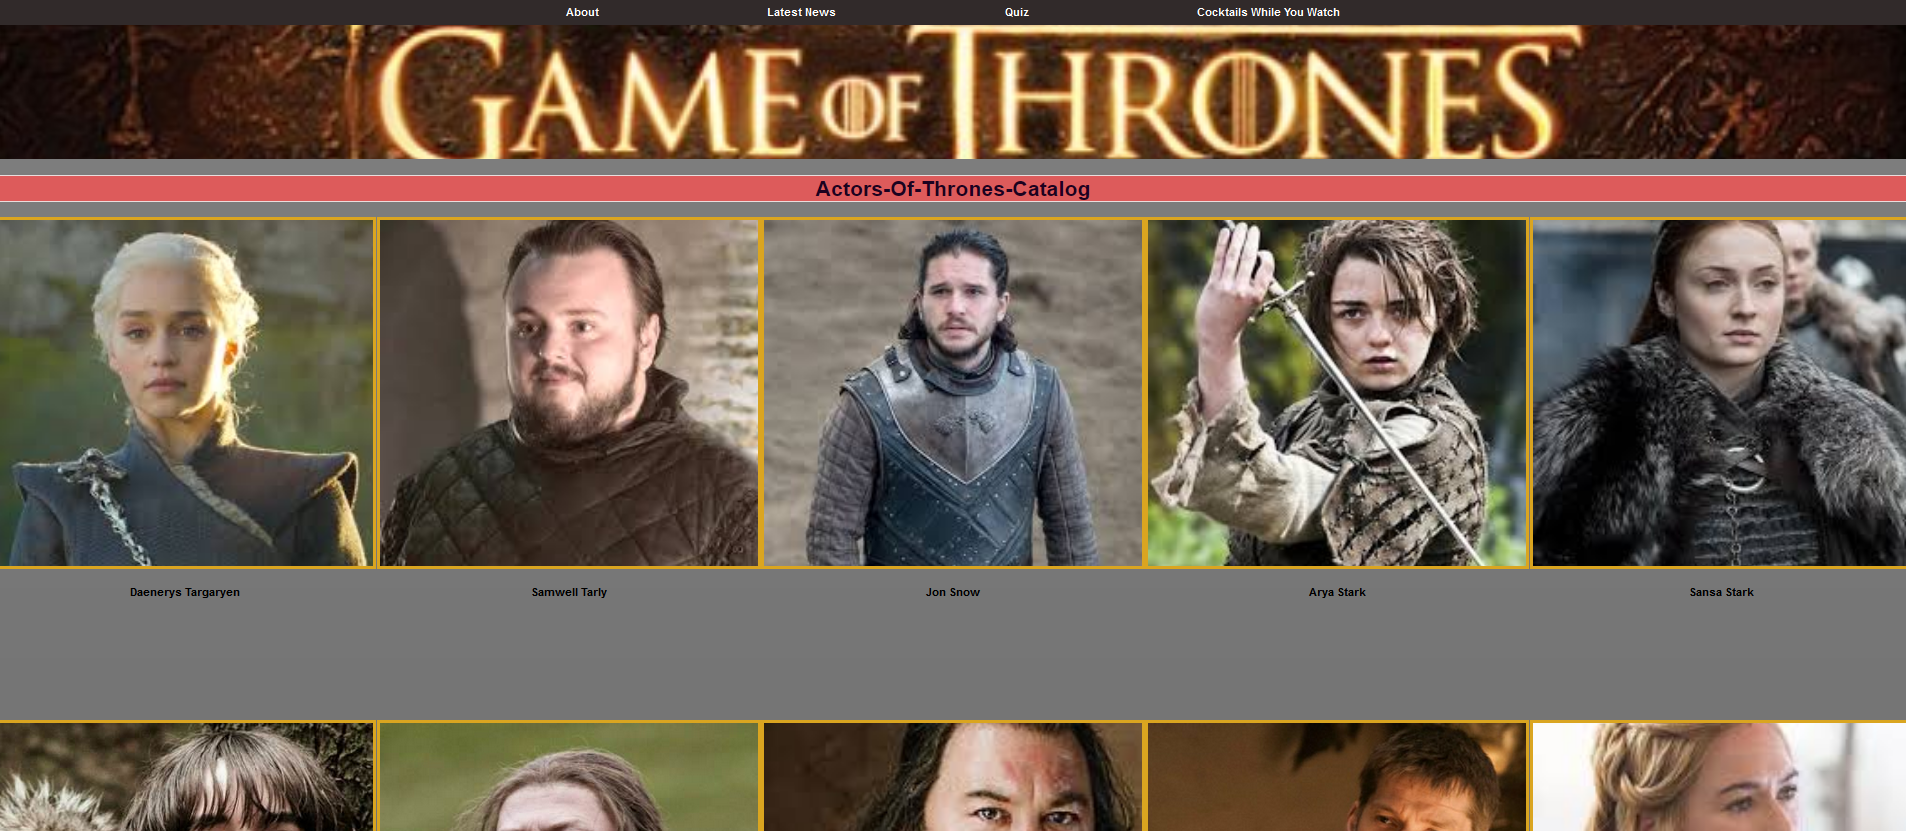 About
Latest News
Quiz
Cocktails While You Watch
GAME OF THRONES
Actors-Of-Thrones-Catalog
Daenerys Targaryen
Samwell Tarly
Jon Snow
Arya Stark
Sansa Stark